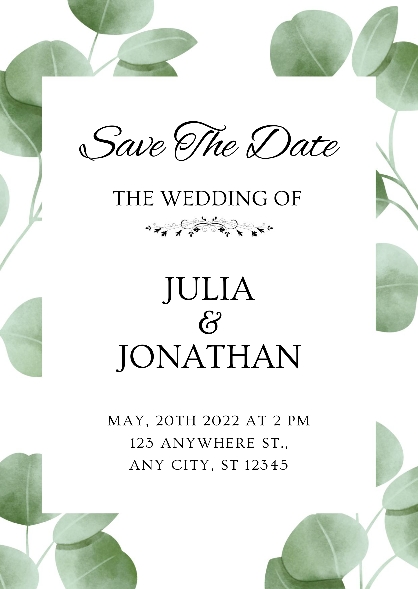 Save The Date
THE WEDDING OF
JULIA
&
JONATHAN
MAY, 20TH 2022 AT 2 PM
123 ANYWHERE ST.,
ANY CITY, ST 12345